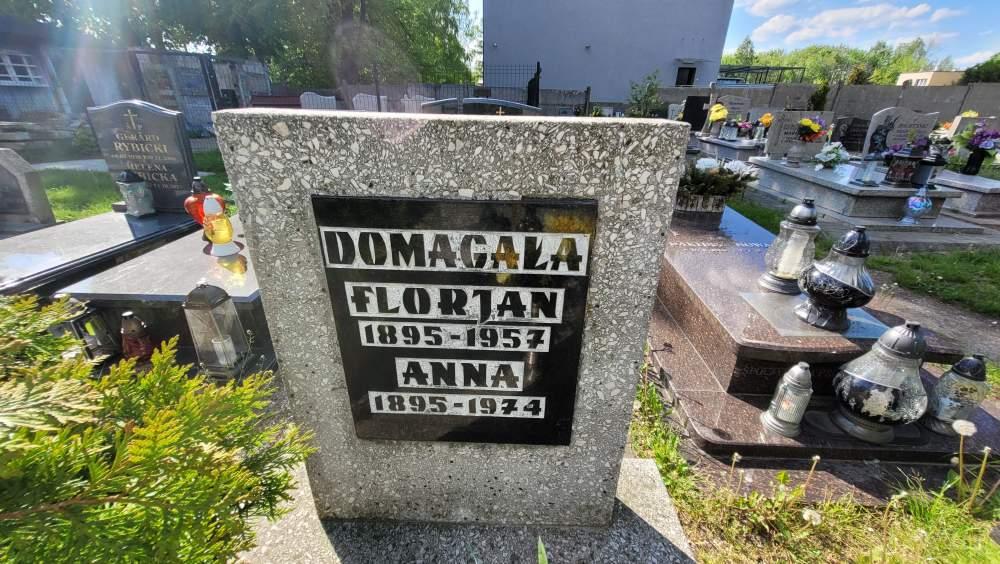 DOMAGAŁA
FLORJAN
1895-1957
ANNA
1895-1974
RYBICKI